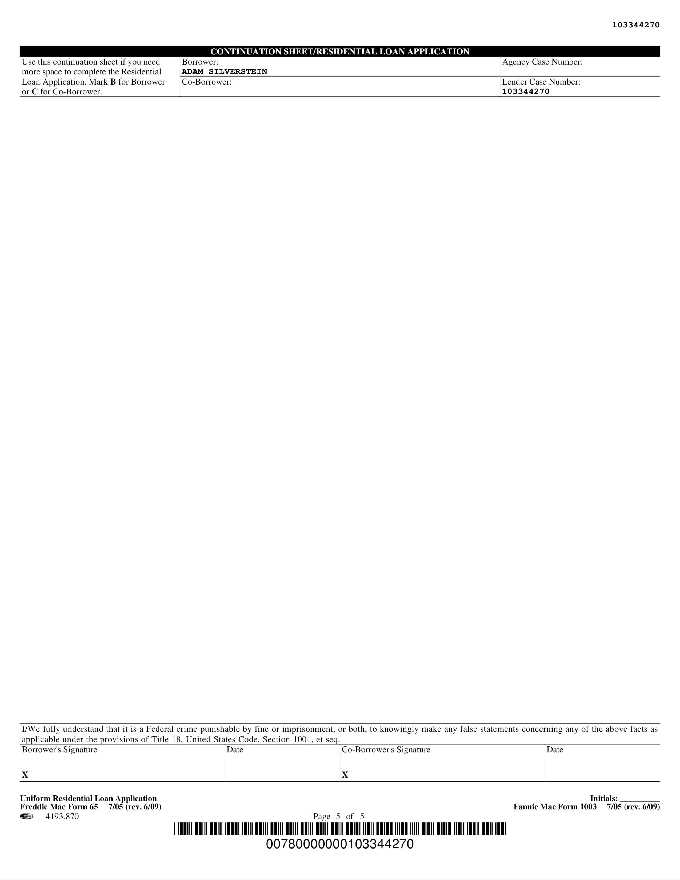 103344270
CONTINUATION SHEET/RESIDENTIAL LOAN APPLICATION
Use this continuation sheet if you need
more space to complete the Residential
Loan Application. Mark B for Borrower
or C for Co-Borrower.
Borrower:
ADAM SILVERSTEIN
Agency Case Number:
Co-Borrower:
Lender Case Number:
103344270
I/We fully understand that it is a Federal crime punishable by fine or imprisonment, or both, to knowingly make any false statements concerning any of the above facts as
applicable under the provisions of Title 18, United States Code, Section 1001, et seq.
Borrower's Signature
Date
Co-Borrower's Signature
Date
X
X
Uniform Residential Loan Application
Freddie Mac Form 65 7/05 (rev. 6/09)
4193.870
Page 5 of 5
Initials: ________
Fannie Mac Form 1003 7/05 (rev. 6/09)
00780000000103344270